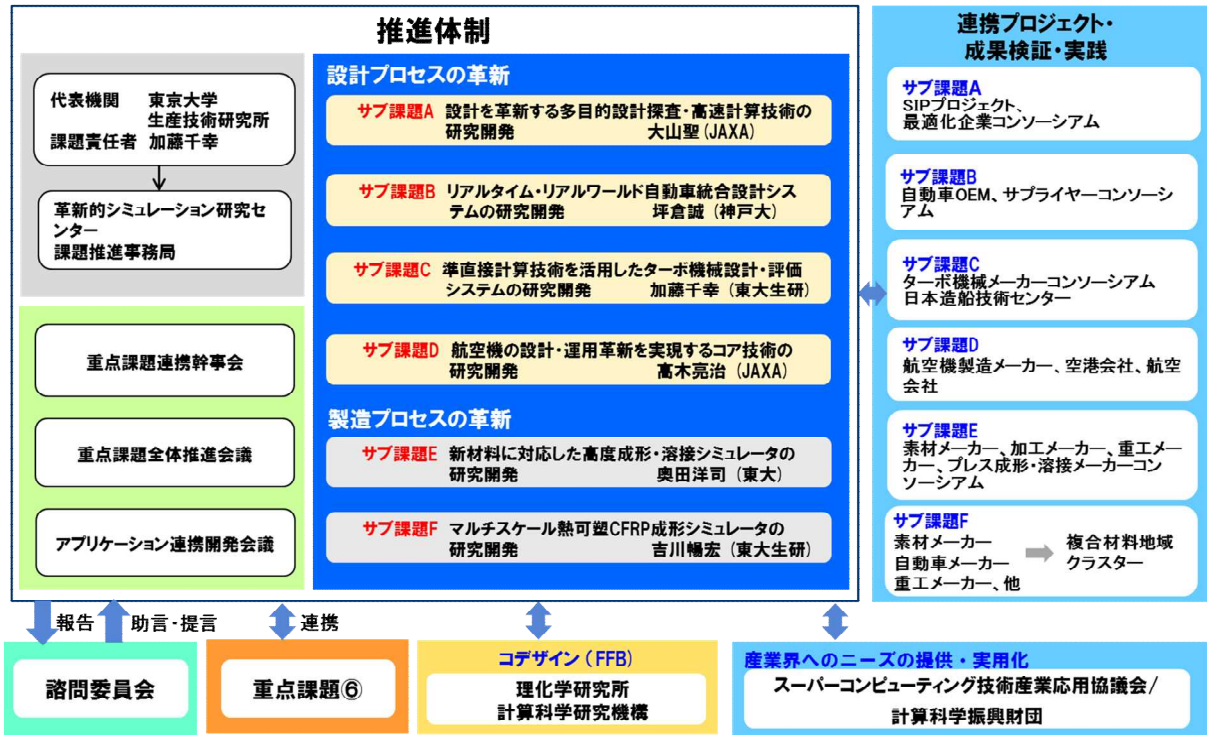 推進体制
代表機関 東京大学
生産技術研究所
課題責任者 加藤千幸
革新的シミュレーション研究セ
ンター
課題推進事務局
重点課題連携幹事会
重点課題全体推進会議
アプリケーション連携開発会議
設計プロセスの革新
サブ課題A 設計を革新する多目的設計探査・高速計算技術の
研究開発 大山聖(JAXA)
サブ課題B リアルタイム・リアルワールド自動車統合設計シス
テムの研究開発 坪倉誠(神戸大)
サブ課題C 準直接計算技術を活用したターボ機械設計・評価
システムの研究開発 加藤千幸(東大生研)
サブ課題D 航空機の設計・運用革新を実現するコア技術の
研究開発 高木亮治(JAXA)
製造プロセスの革新
サブ課題E 新材料に対応した高度成形・溶接シミュレータの
研究開発 奥田洋司(東大)
サブ課題F マルチスケール熱可塑CFRP成形シミュレータの
研究開発 吉川暢宏(東大生研)
連携プロジェクト・
成果検証・実践
サブ課題A
SIPプロジェクト、
最適化企業コンソーシアム
サブ課題B
自動車OEM、サプライヤーコンソーシ
アム
サブ課題C
ターボ機械メーカーコンソーシアム
日本造船技術センター
サブ課題D
航空機製造メーカー、空港会社、航空
会社
サブ課題E
素材メーカー、加工メーカー、重工メー
カー、プレス成形・溶接メーカーコン
ソーシアム
サブ課題F
素材メーカー
自動車メーカー
重工メーカー、他
複合材料地域
クラスター
報告
助言・提言
連携
諮問委員会
重点課題⑥
コデザイン(FFB)
理化学研究所
計算科学研究機構
産業界へのニーズの提供・実用化
スーパーコンピューティング技術産業応用協議会/
計算科学振興財団